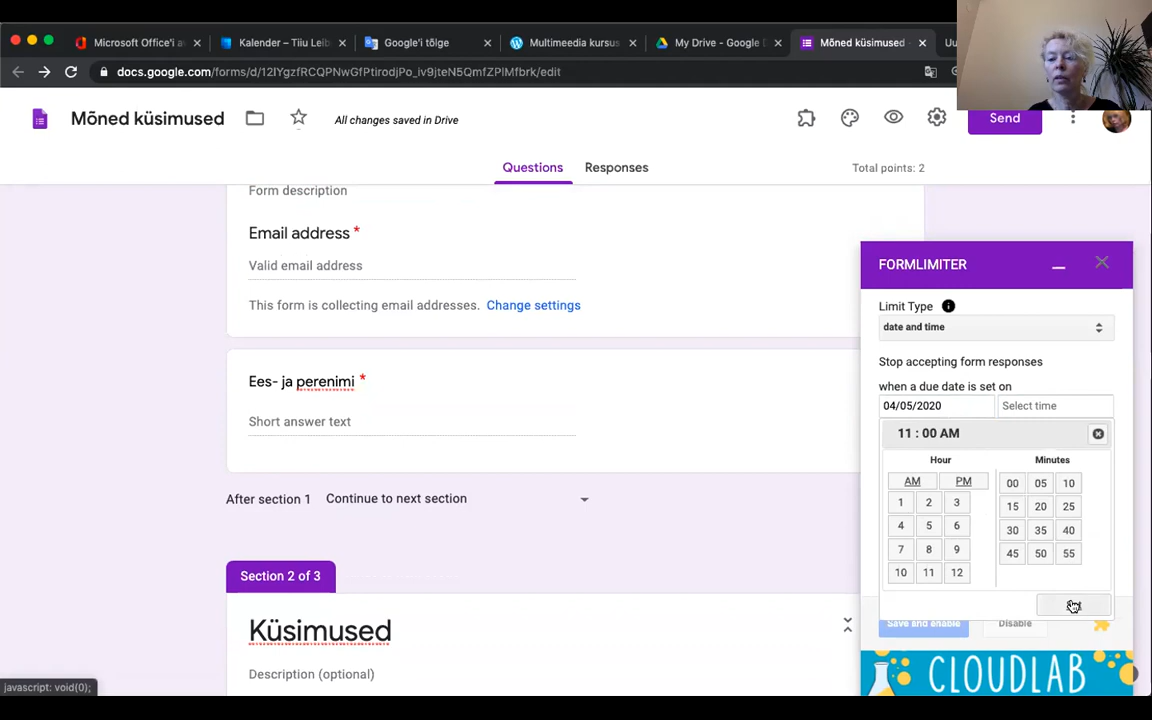 Microsoft Office'i a
Kalender – Tiiu Leib
Google'i tõlge
Multimeedia kursus
My Drive - Google D
Mõned küsimused
docs.google.com/forms/d/12IYgzfRCQPNwGfPtirodjPo_iv9jteN5QmfZPlMfbrk/edit
Mõned küsimused
All changes saved in Drive
Send
Questions
Responses
Total points: 2
Form description
Email address *
Valid email address
This form is collecting email addresses. Change settings
Ees- ja perenimi *
Short answer text
After section 1 Continue to next section
Section 2 of 3
Küsimused
Description (optional)
FORMLIMITER
Limit Type
date and time
Stop accepting form responses
when a due date is set on
04/05/2020 Select time
11 : 00 AM
Hour Minutes
AM PM 00 05 10
1 2 3 15 20 25
4 5 6 30 35 40
7 8 9 45 50 55
10 11 12
Save and enable Disable
CLOUDLAB
javascript: void(0);